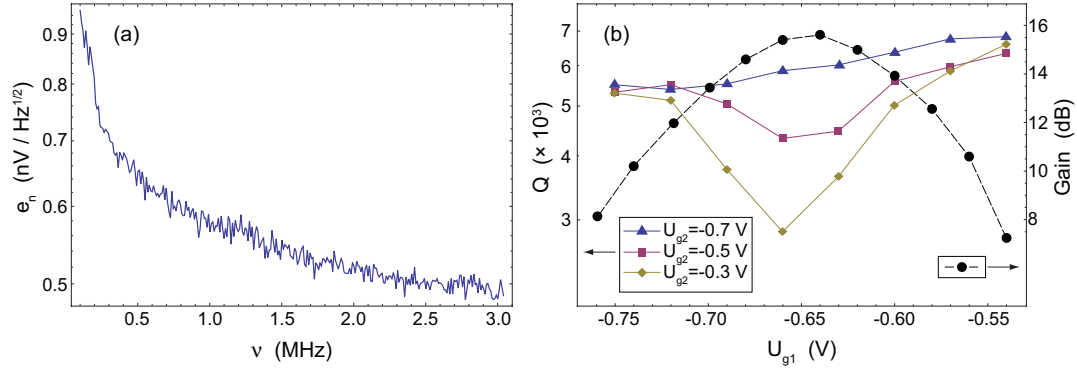 (a)
e_n (nV / Hz^1/2)
0.9
0.8
0.7
0.6
0.5
0.5
1.0
1.5
2.0
2.5
3.0
ν (MHz)
(b)
Q (× 10³)
7
6
5
4
3
U_g2=-0.7 V
U_g2=-0.5 V
U_g2=-0.3 V
-0.75
-0.70
-0.65
-0.60
-0.55
U_g1 (V)
16
14
12
10
8
Gain (dB)